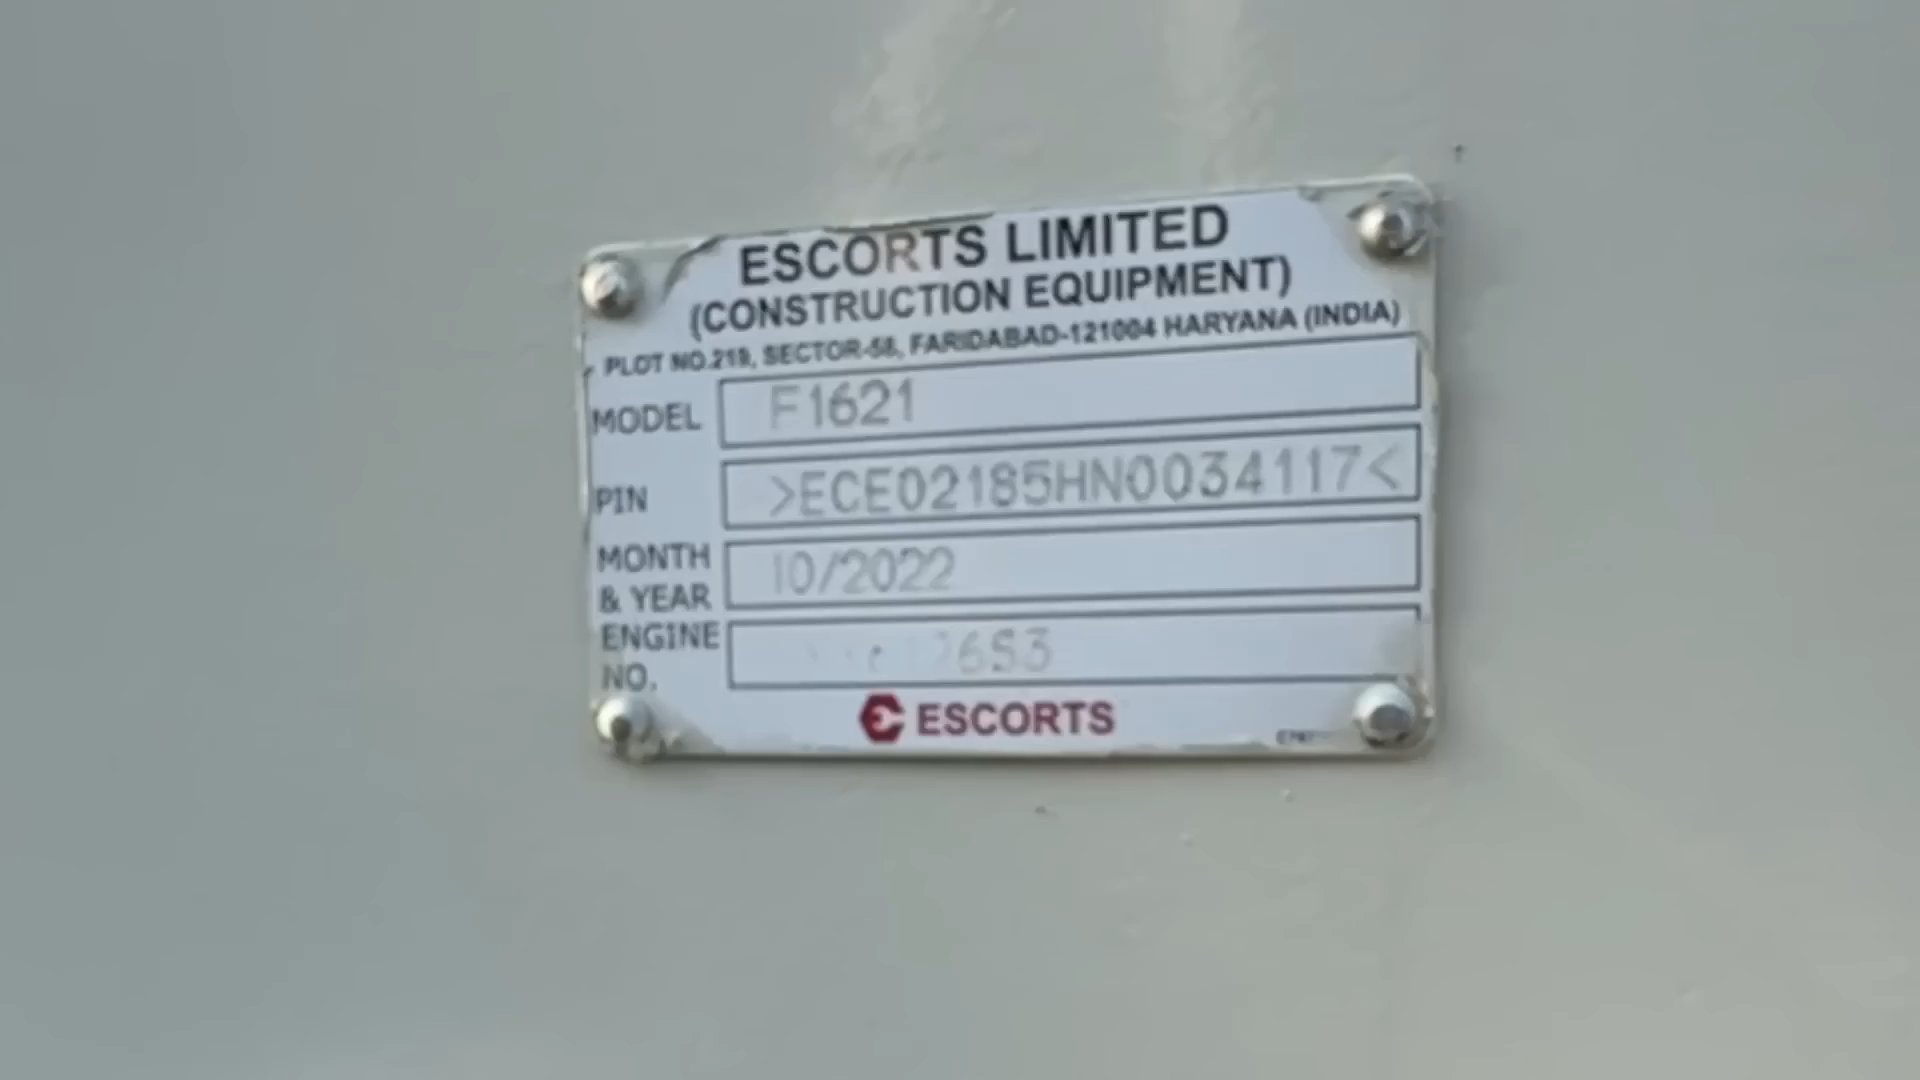 ESCORTS LIMITED
(CONSTRUCTION EQUIPMENT)
PLOT NO.219, SECTOR-58, FARIDABAD-121004 HARYANA (INDIA)
MODEL F1621
PIN >ECE02185HN0034117<
MONTH & YEAR 10/2022
ENGINE NO.
ESCORTS